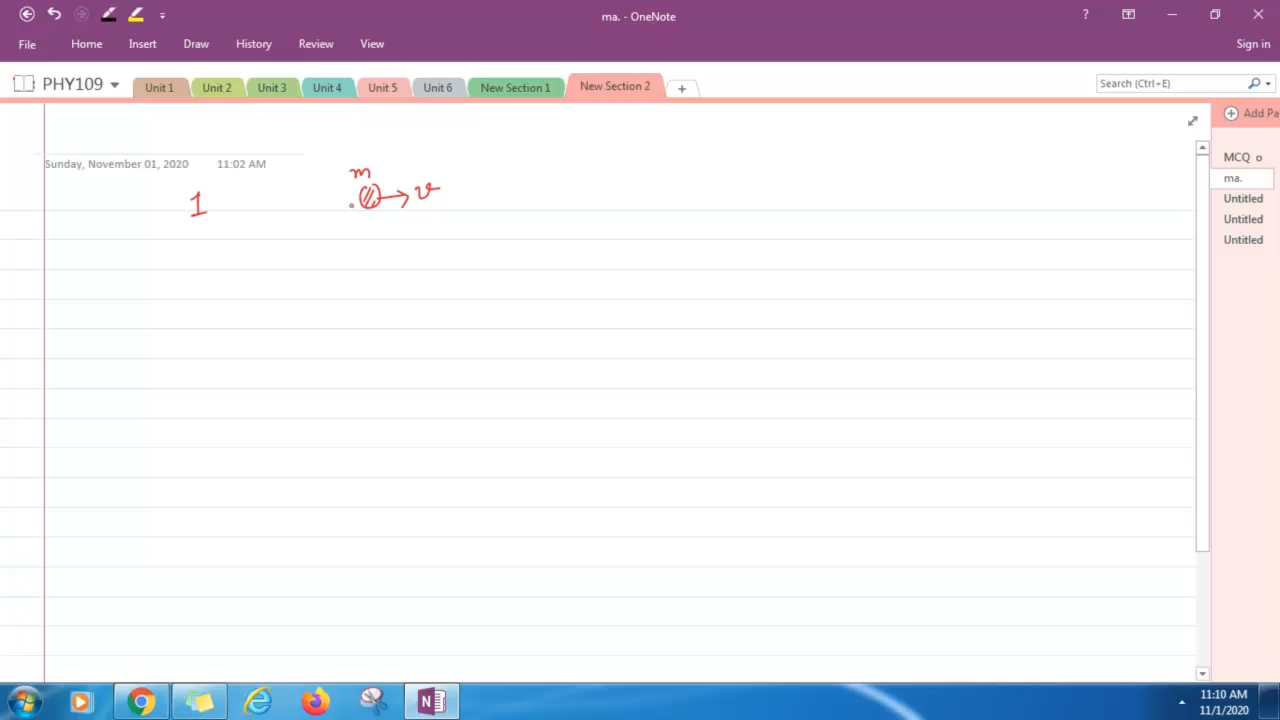 ma. - OneNote
?
File Home Insert Draw History Review View Sign in
PHY109 Unit 1 Unit 2 Unit 3 Unit 4 Unit 5 Unit 6 New Section 1 New Section 2 + Search (Ctrl+E)
Add Pa
Sunday, November 01, 2020 11:02 AM
MCQ o
ma.
Untitled
Untitled
Untitled
m
1 v
11:10 AM
11/1/2020